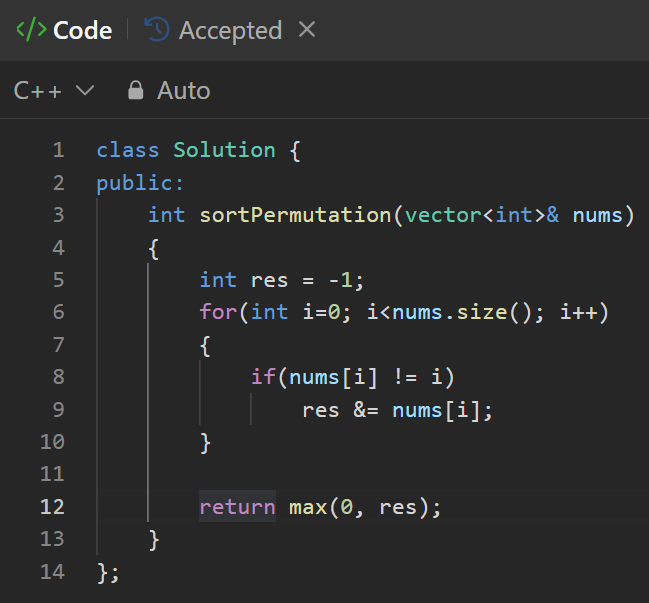 </> Code | Accepted ×
C++ Auto
1 class Solution {
2 public:
3     int sortPermutation(vector<int>& nums)
4     {
5         int res = -1;
6         for(int i=0; i<nums.size(); i++)
7         {
8             if(nums[i] != i)
9                 res &= nums[i];
10         }
11
12         return max(0, res);
13     }
14 };